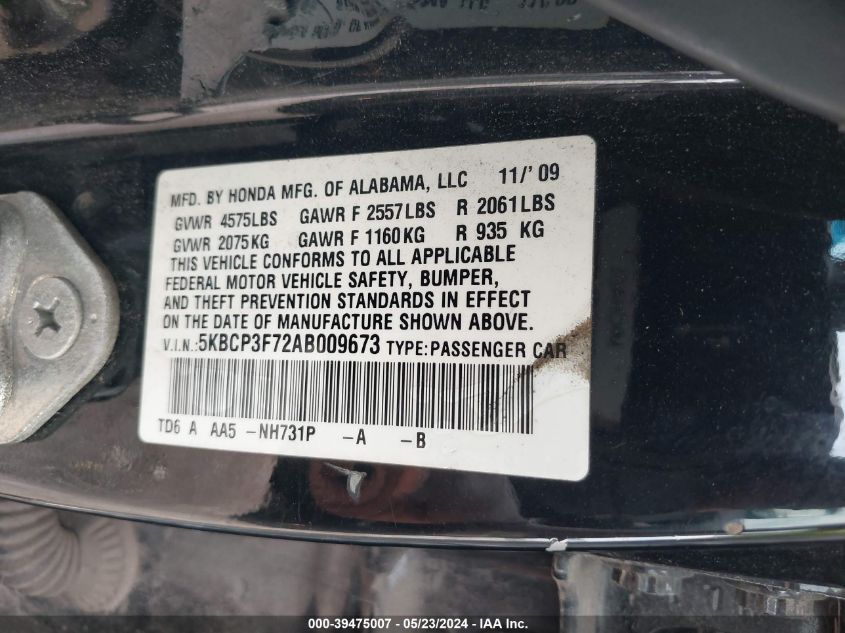 MFD. BY HONDA MFG. OF ALABAMA, LLC 11/'09
GVWR 4575LBS GAWR F 2557LBS R 2061LBS
GVWR 2075KG GAWR F 1160KG R 935 KG
THIS VEHICLE CONFORMS TO ALL APPLICABLE
FEDERAL MOTOR VEHICLE SAFETY, BUMPER,
AND THEFT PREVENTION STANDARDS IN EFFECT
ON THE DATE OF MANUFACTURE SHOWN ABOVE.
V.I.N.:5KBCP3F72AB009673 TYPE:PASSENGER CAR
TD6 A AA5 -NH731P -A -B
000-39475007 - 05/23/2024 - IAA Inc.